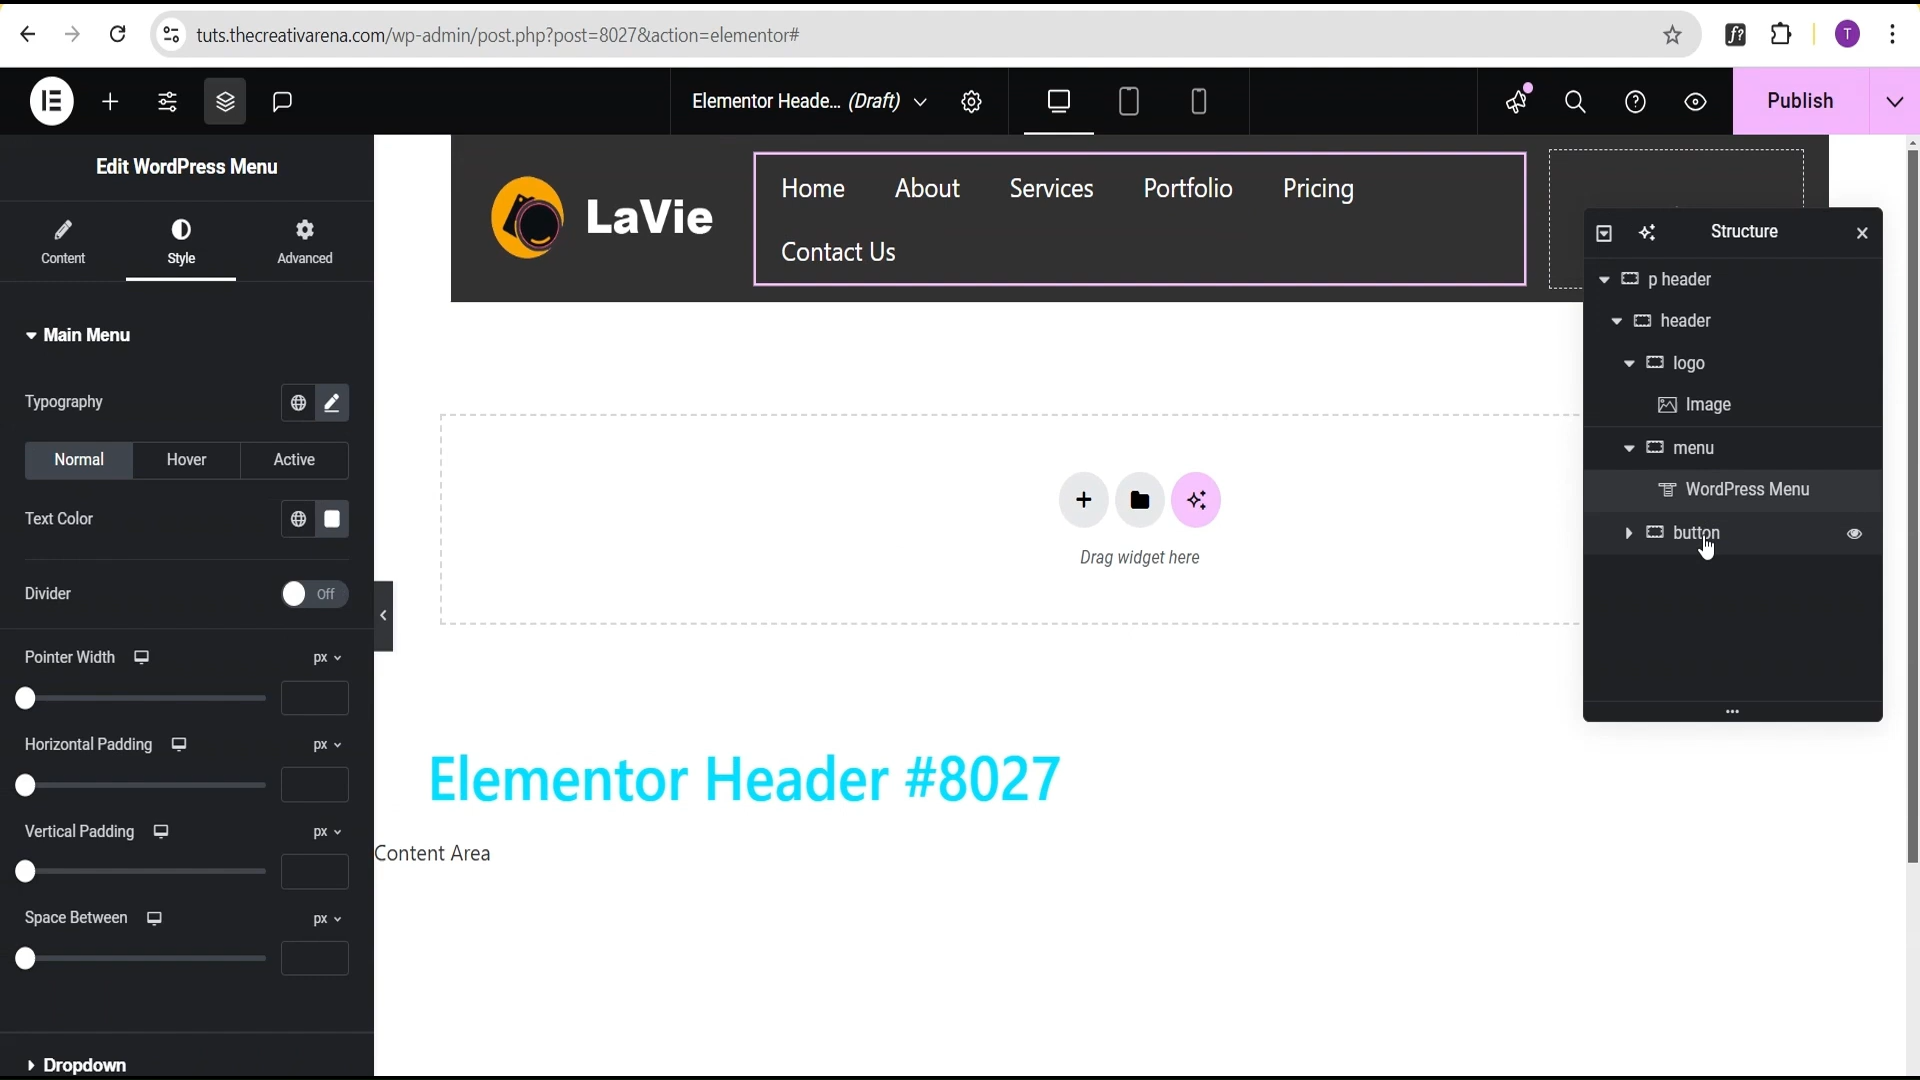 tuts.thecreativarena.com/wp-admin/post.php?post=8027&action=elementor#
T
Elementor Heade... (Draft)
Publish
Edit WordPress Menu
Content
Style
Advanced
Main Menu
Typography
Normal
Hover
Active
Text Color
Divider
Off
Pointer Width
px
Horizontal Padding
px
Vertical Padding
px
Space Between
px
Dropdown
LaVie
Home
About
Services
Portfolio
Pricing
Contact Us
Drag widget here
Elementor Header #8027
Content Area
Structure
p header
header
logo
Image
menu
WordPress Menu
button